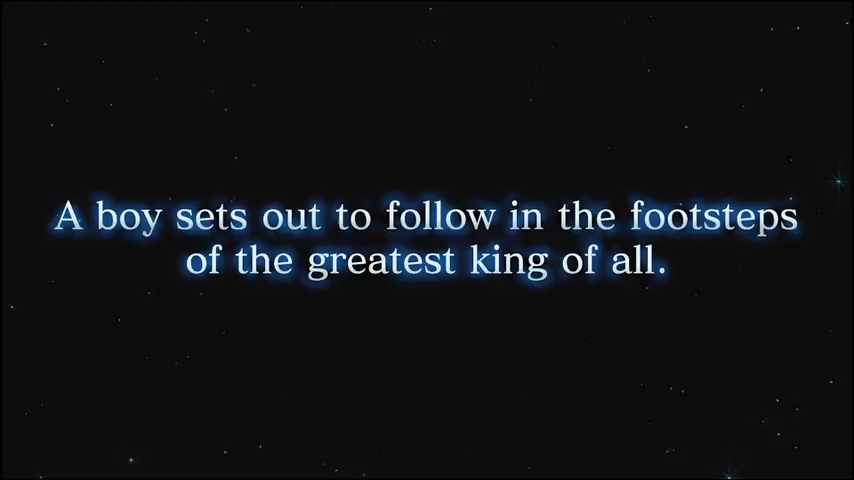 A boy sets out to follow in the footsteps
of the greatest king of all.